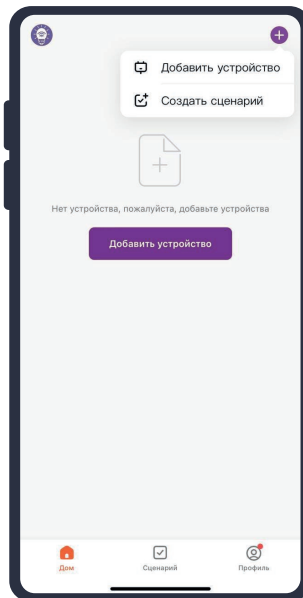 Добавить устройство
Создать сценарий
Нет устройства, пожалуйста, добавьте устройства
Добавить устройство
Дом
Сценарий
Профиль